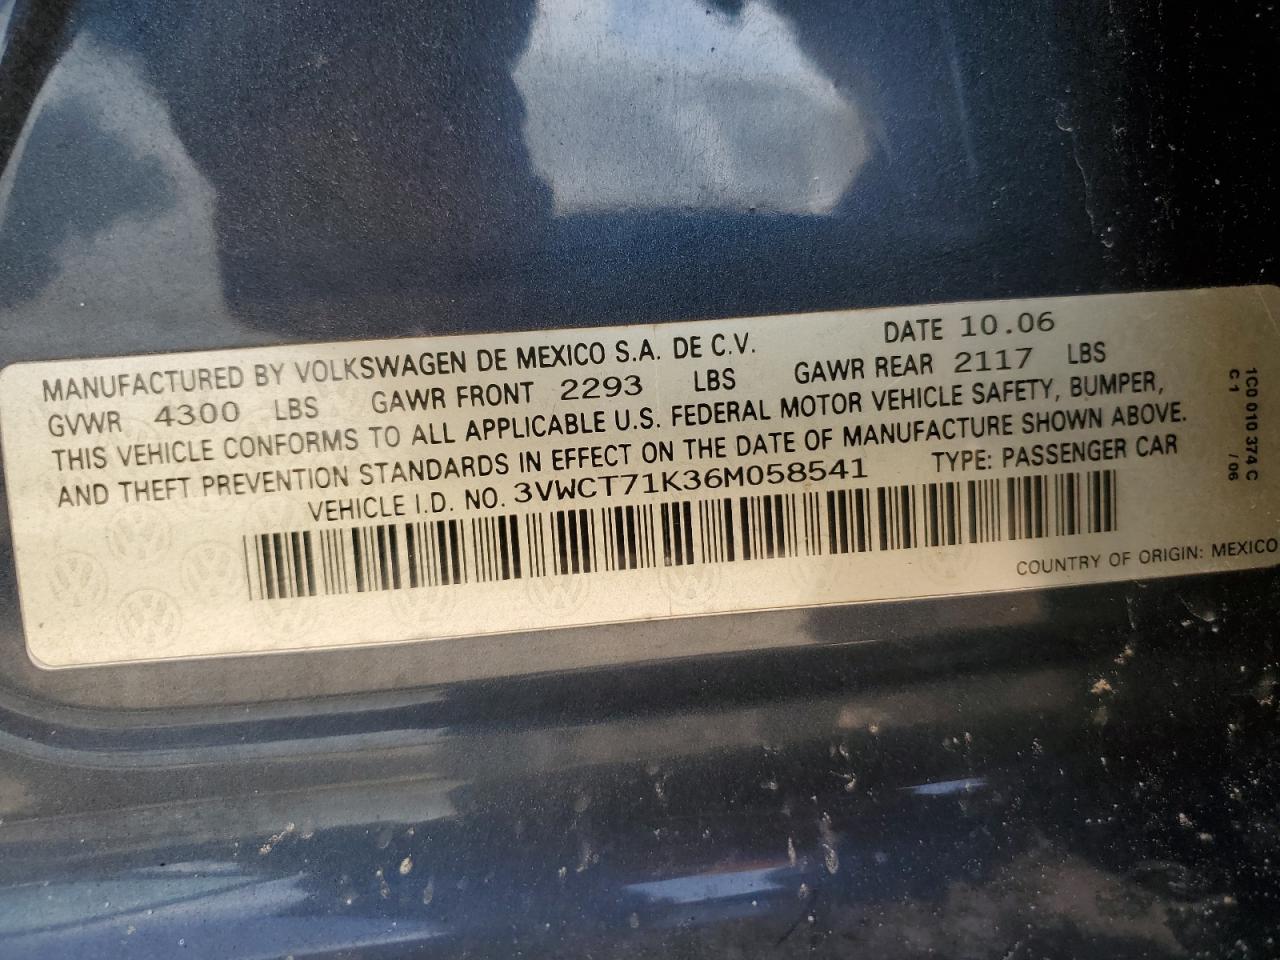 MANUFACTURED BY VOLKSWAGEN DE MEXICO S.A. DE C.V. DATE 10.06
GVWR 4300 LBS GAWR FRONT 2293 LBS GAWR REAR 2117 LBS
THIS VEHICLE CONFORMS TO ALL APPLICABLE U.S. FEDERAL MOTOR VEHICLE SAFETY, BUMPER,
AND THEFT PREVENTION STANDARDS IN EFFECT ON THE DATE OF MANUFACTURE SHOWN ABOVE.
VEHICLE I.D. NO. 3VWCT71K36M058541 TYPE: PASSENGER CAR
COUNTRY OF ORIGIN: MEXICO
1C0 010 374 C
C1 /06